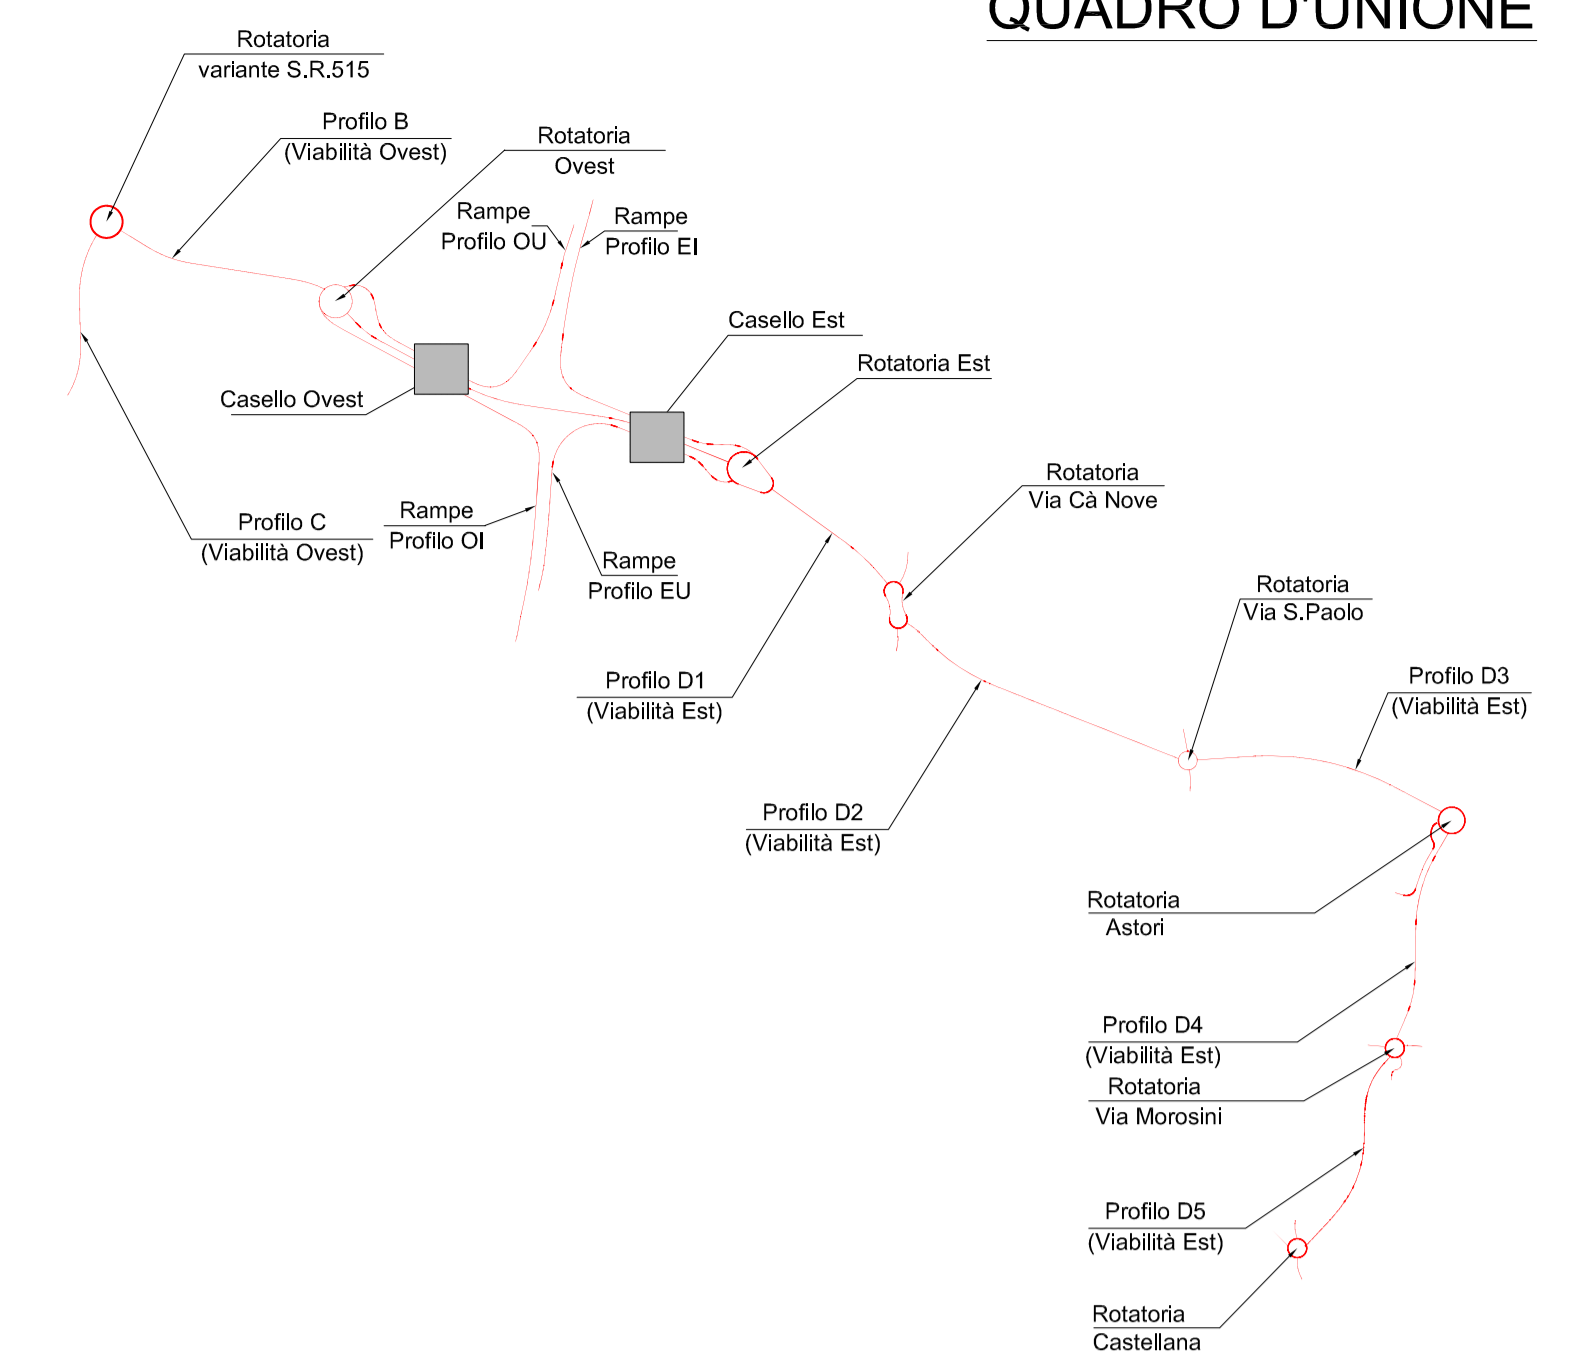 QUADRO D'UNIONE
Rotatoria
variante S.R.515
Profilo B
(Viabilità Ovest)
Rotatoria
Ovest
Rampe
Profilo OU
Rampe
Profilo EI
Casello Est
Rotatoria Est
Casello Ovest
Rotatoria
Via Cà Nove
Profilo C
(Viabilità Ovest)
Rampe
Profilo OI
Rampe
Profilo EU
Rotatoria
Via S.Paolo
Profilo D1
(Viabilità Est)
Profilo D3
(Viabilità Est)
Profilo D2
(Viabilità Est)
Rotatoria
Astori
Profilo D4
(Viabilità Est)
Rotatoria
Via Morosini
Profilo D5
(Viabilità Est)
Rotatoria
Castellana